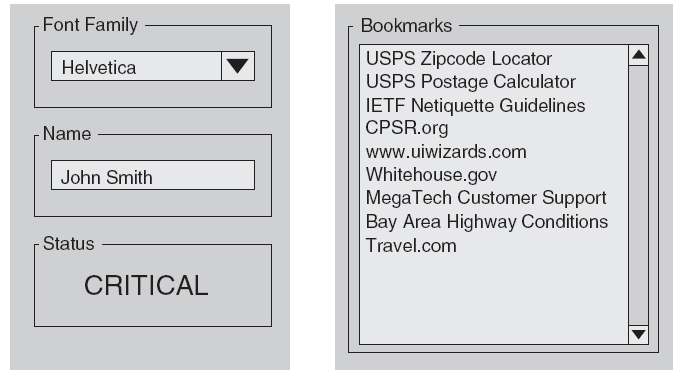 Font Family
Helvetica
Name
John Smith
Status
CRITICAL
Bookmarks
USPS Zipcode Locator
USPS Postage Calculator
IETF Netiquette Guidelines
CPSR.org
www.uiwizards.com
Whitehouse.gov
MegaTech Customer Support
Bay Area Highway Conditions
Travel.com